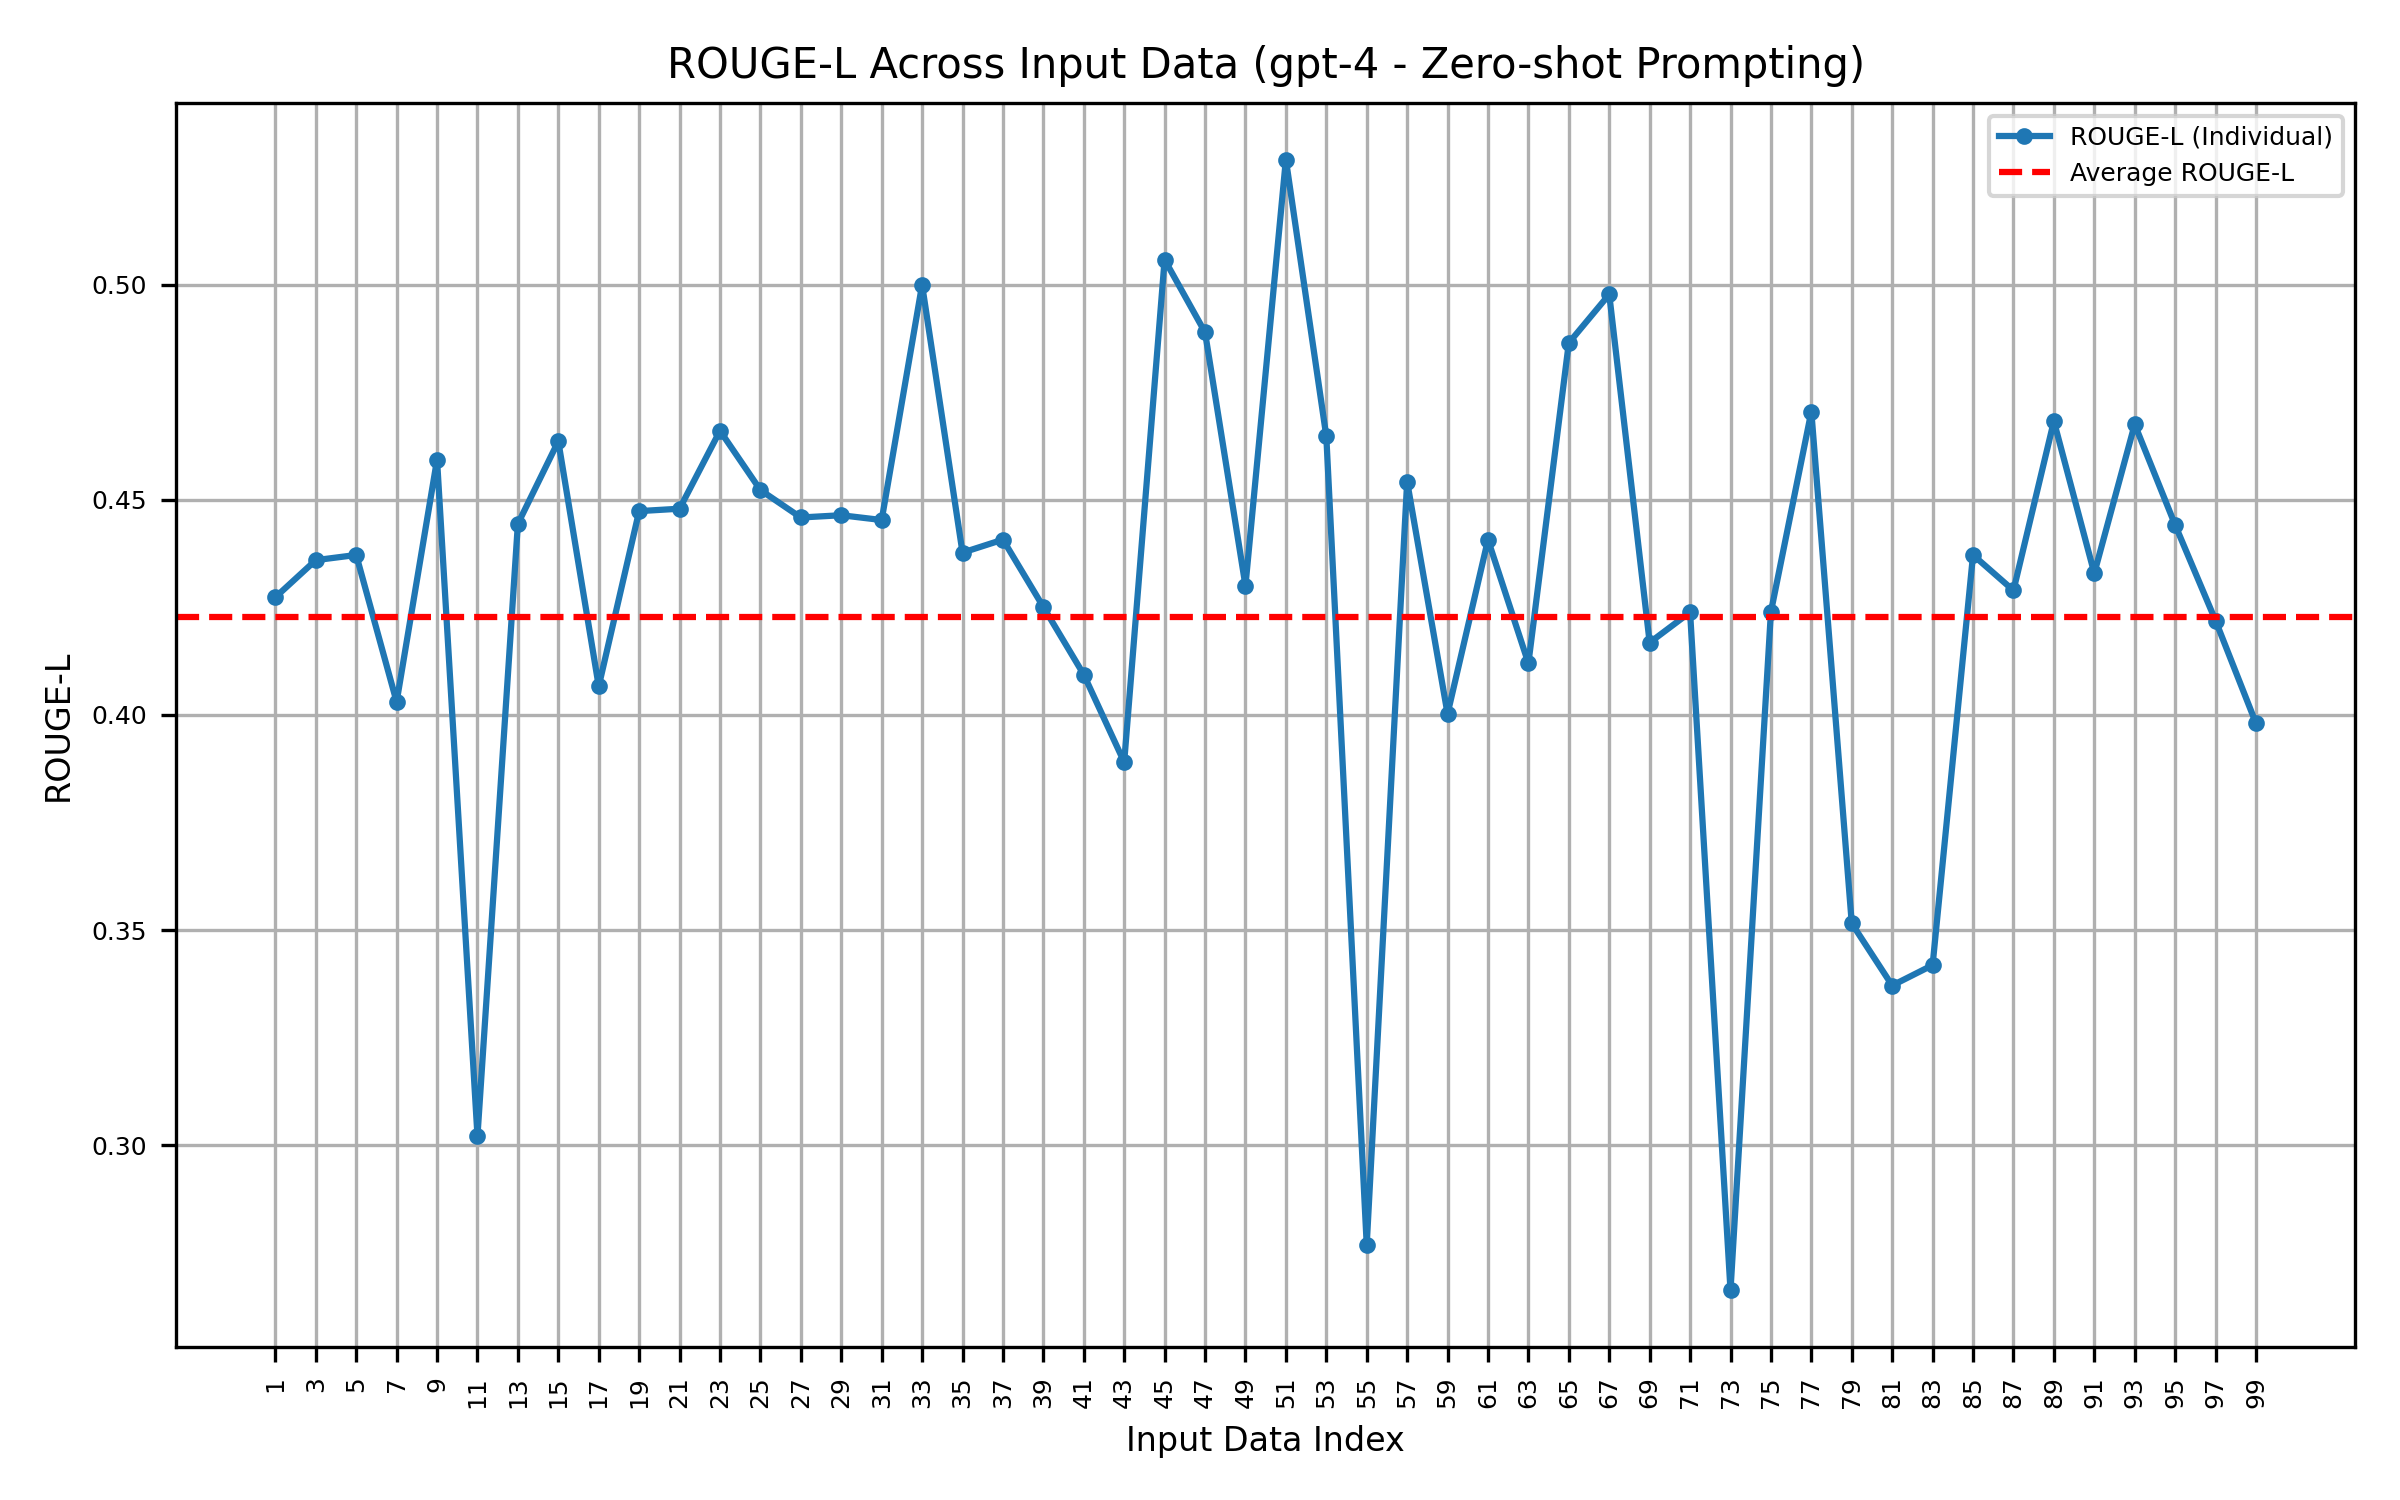 ROUGE-L Across Input Data (gpt-4 - Zero-shot Prompting)
ROUGE-L (Individual)
Average ROUGE-L
ROUGE-L
0.50
0.45
0.40
0.35
0.30
1 3 5 7 9 11 13 15 17 19 21 23 25 27 29 31 33 35 37 39 41 43 45 47 49 51 53 55 57 59 61 63 65 67 69 71 73 75 77 79 81 83 85 87 89 91 93 95 97 99
Input Data Index